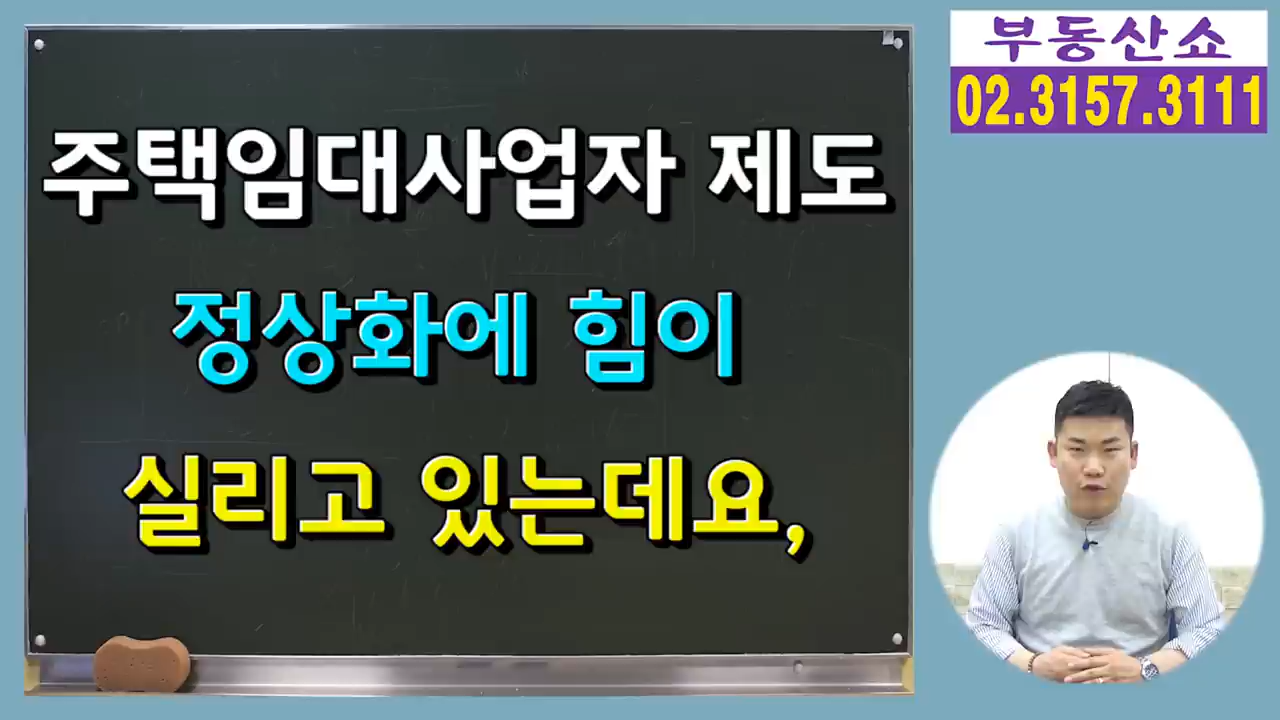 부동산쇼
02.3157.3111
주택임대사업자 제도
정상화에 힘이
실리고 있는데요,